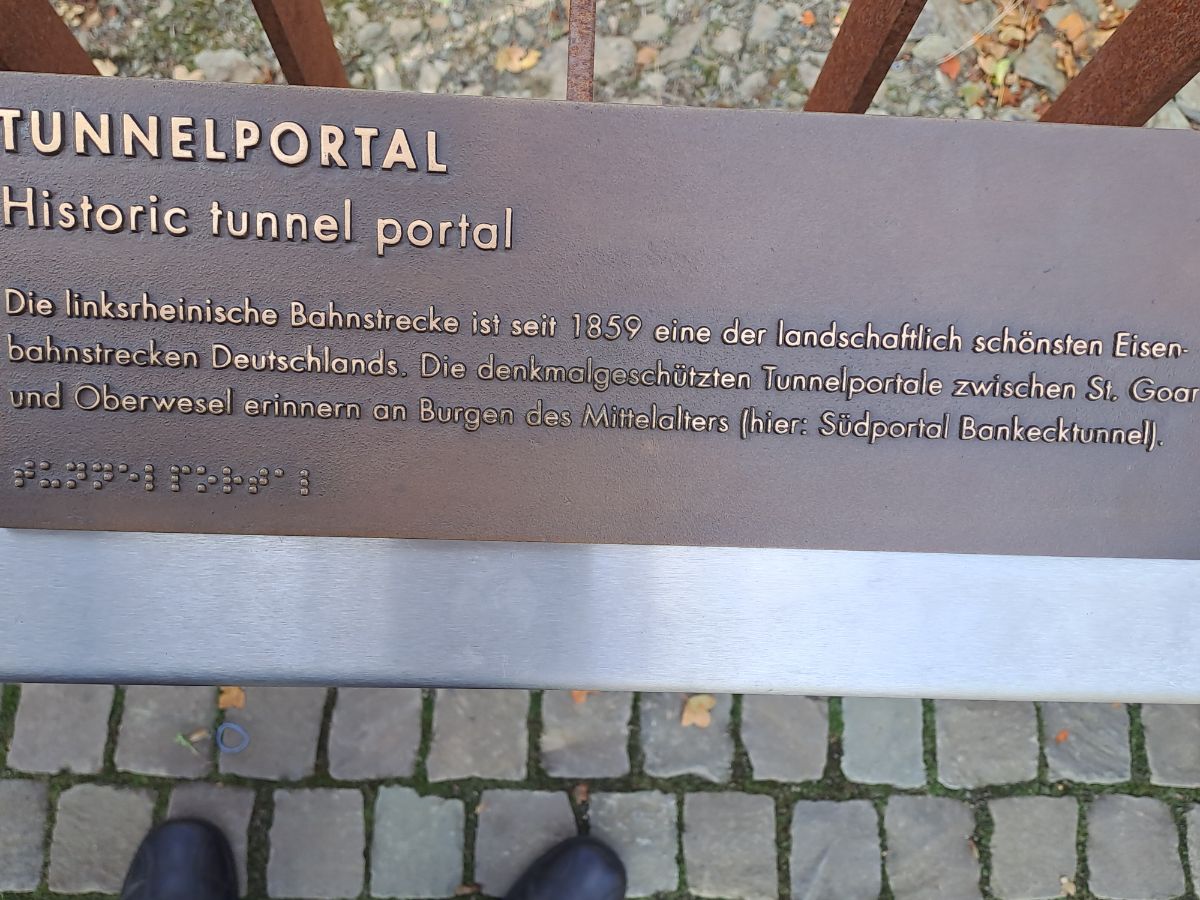 TUNNELPORTAL
Historic tunnel portal
Die linksrheinische Bahnstrecke ist seit 1859 eine der landschaftlich schönsten Eisen-
bahnstrecken Deutschlands. Die denkmalgeschützten Tunnelportale zwischen St. Goar
und Oberwesel erinnern an Burgen des Mittelalters (hier: Südportal Bankecktunnel).